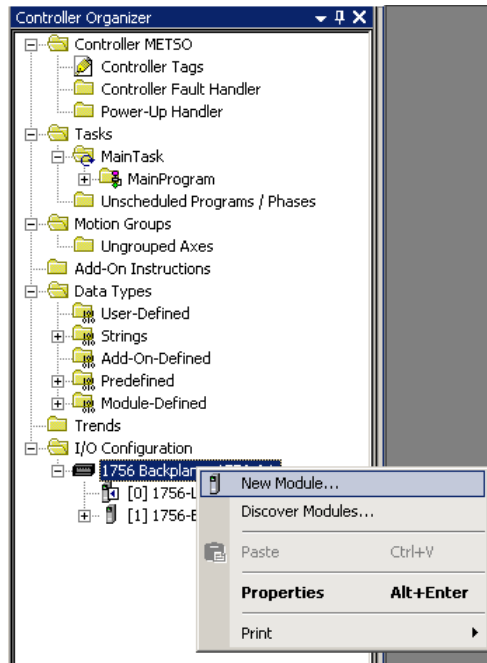 Controller Organizer
Controller METSO
Controller Tags
Controller Fault Handler
Power-Up Handler
Tasks
MainTask
MainProgram
Unscheduled Programs / Phases
Motion Groups
Ungrouped Axes
Add-On Instructions
Data Types
User-Defined
Strings
Add-On-Defined
Predefined
Module-Defined
Trends
I/O Configuration
1756 Backplane
[0] 1756-L
[1] 1756-E
New Module...
Discover Modules...
Paste Ctrl+V
Properties Alt+Enter
Print